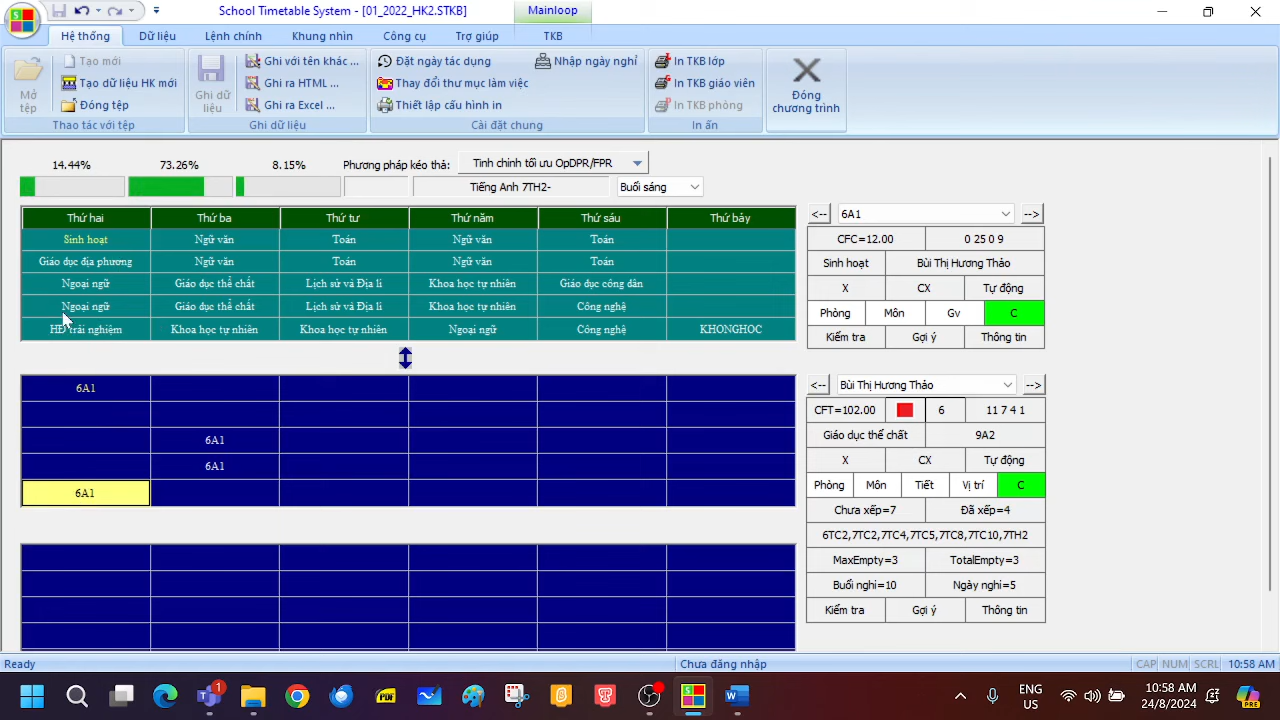 School Timetable System - [01_2022_HK2.STKB]
Mainloop
Hệ thống
Dữ liệu
Lệnh chính
Khung nhìn
Công cụ
Trợ giúp
TKB
Mở tệp
Tạo mới
Tạo dữ liệu HK mới
Đóng tệp
Thao tác với tệp
Ghi dữ liệu
Ghi với tên khác ...
Ghi ra HTML ...
Ghi ra Excel ...
Ghi dữ liệu
Đặt ngày tác dụng
Thay đổi thư mục làm việc
Thiết lập cấu hình in
Nhập ngày nghỉ
Cài đặt chung
In TKB lớp
In TKB giáo viên
In TKB phòng
In ấn
Đóng chương trình
14.44% 73.26% 8.15% Phương pháp kéo thả: Tinh chỉnh tối ưu OpDPR/FPR
Tiếng Anh 7TH2- Buổi sáng
Thứ hai Thứ ba Thứ tư Thứ năm Thứ sáu Thứ bảy
Sinh hoạt Ngữ văn Toán Ngữ văn Toán
Giáo dục địa phương Ngữ văn Toán Ngữ văn Toán
Ngoại ngữ Giáo dục thể chất Lịch sử và Địa lí Khoa học tự nhiên Giáo dục công dân
Ngoại ngữ Giáo dục thể chất Lịch sử và Địa lí Khoa học tự nhiên Công nghệ
HĐ trải nghiệm Khoa học tự nhiên Khoa học tự nhiên Ngoại ngữ Công nghệ KHONGHOC
6A1
6A1
6A1
6A1
<-- 6A1 -->
CFC=12.00 0 25 0 9
Sinh hoạt Bùi Thị Hương Thảo
X CX Tự động
Phòng Môn Gv C
Kiểm tra Gợi ý Thông tin
<-- Bùi Thị Hương Thảo -->
CFT=102.00 6 11 7 4 1
Giáo dục thể chất 9A2
X CX Tự động
Phòng Môn Tiết Vị trí C
Chưa xếp=7 Đã xếp=4
6TC2,7TC2,7TC4,7TC5,7TC8,7TC10,7TH2
MaxEmpty=3 TotalEmpty=3
Buổi nghỉ=10 Ngày nghỉ=5
Kiểm tra Gợi ý Thông tin
Ready Chưa đăng nhập CAP NUM SCRL 10:58 AM
1
PDF
ENG
US
10:58 AM
24/8/2024
PRE